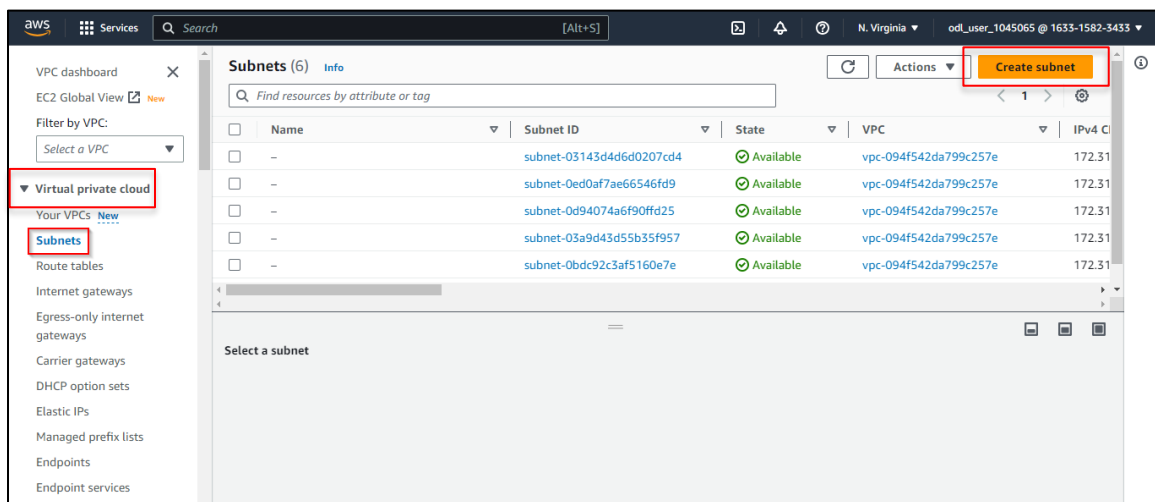 aws Services Search [Alt+S] N. Virginia ▼ odl_user_1045065 @ 1633-1582-3433 ▼
VPC dashboard
EC2 Global View New
Filter by VPC:
Select a VPC
Virtual private cloud
Your VPCs New
Subnets
Route tables
Internet gateways
Egress-only internet
gateways
Carrier gateways
DHCP option sets
Elastic IPs
Managed prefix lists
Endpoints
Endpoint services
Subnets (6) Info Actions ▼ Create subnet
Find resources by attribute or tag 1
Name Subnet ID State VPC IPv4 CI
– subnet-03143d4d6d0207cd4 Available vpc-094f542da799c257e 172.31
– subnet-0ed0af7ae66546fd9 Available vpc-094f542da799c257e 172.31
– subnet-0d94074a6f90ffd25 Available vpc-094f542da799c257e 172.31
– subnet-03a9d43d55b35f957 Available vpc-094f542da799c257e 172.31
– subnet-0bdc92c3af5160e7e Available vpc-094f542da799c257e 172.31
Select a subnet